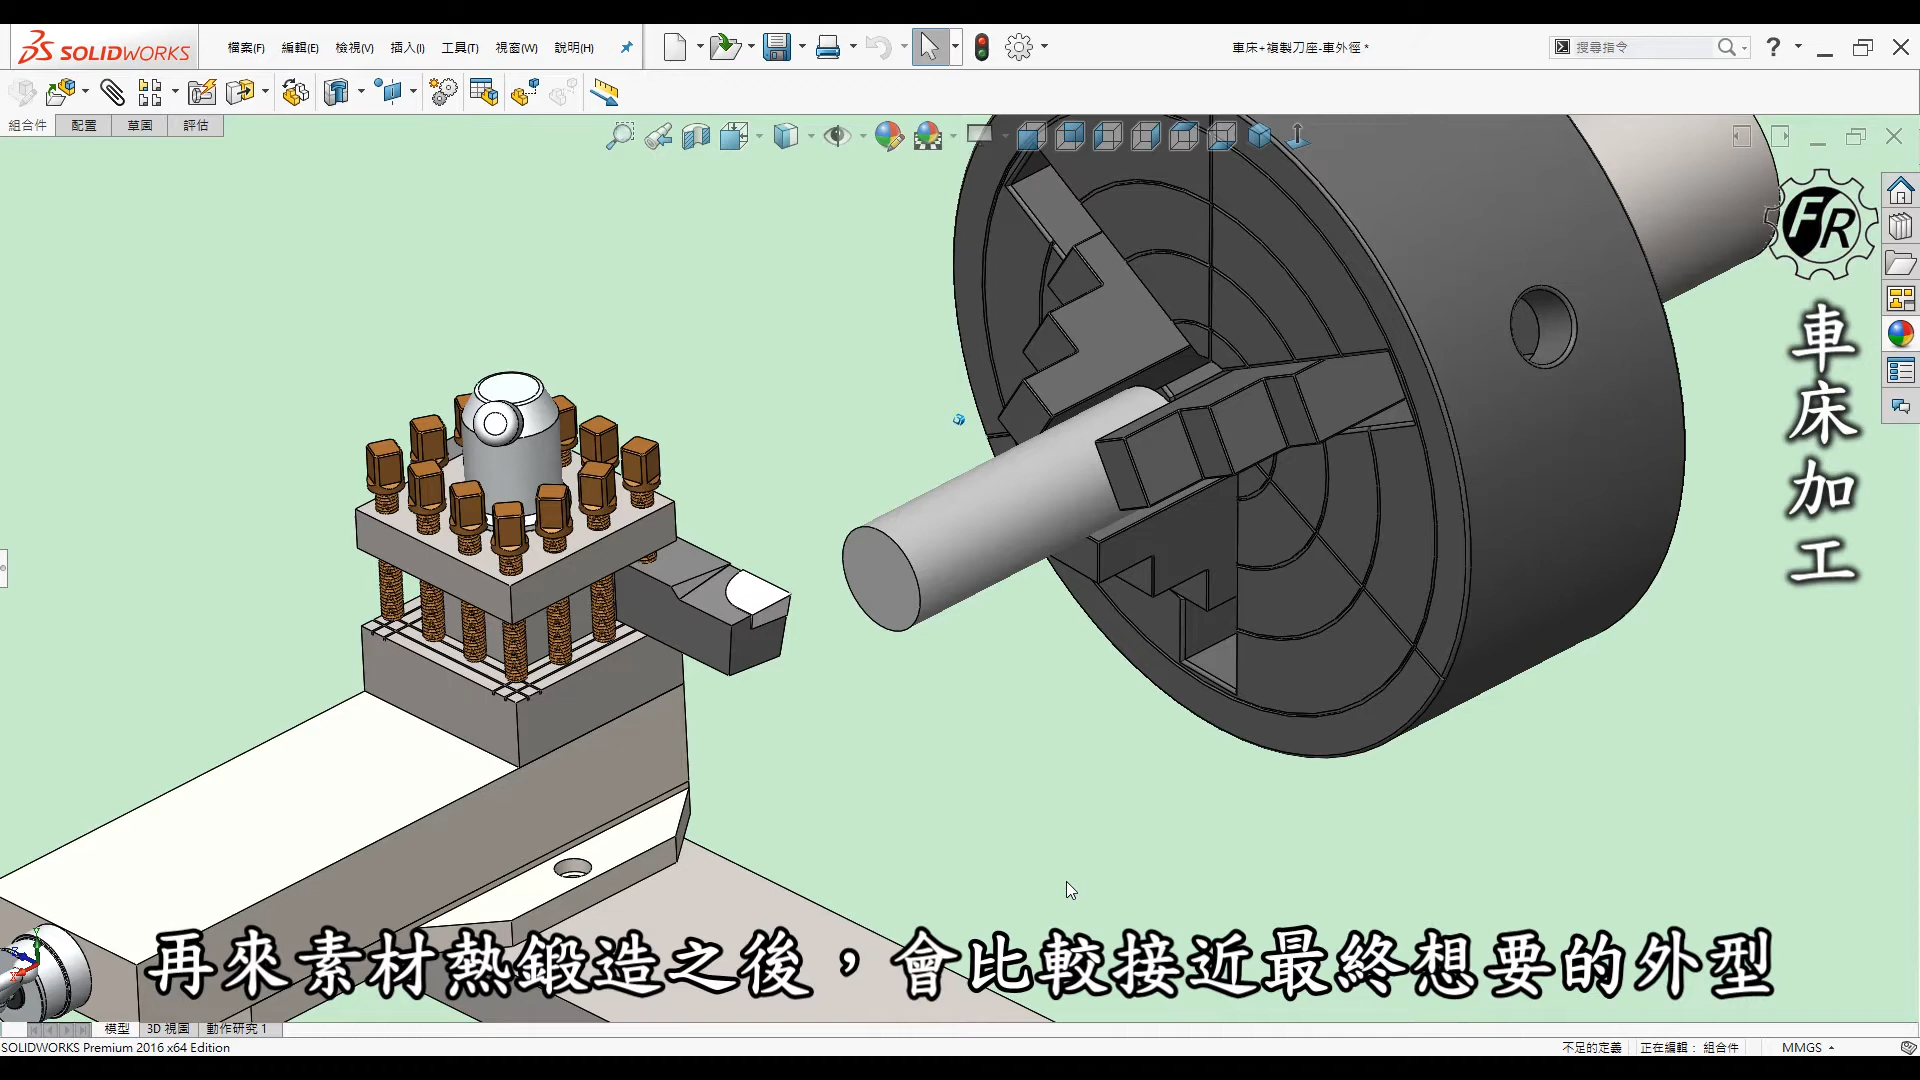 SOLIDWORKS
檔案(F) 編輯(E) 檢視(V) 插入(I) 工具(T) 視窗(W) 說明(H)
車床+複製刀座-車外徑 *
搜尋指令
組合件 配置 草圖 評估
FR
車床加工
再來素材熱鍛造之後，會比較接近最終想要的外型
模型 3D 視圖 動作研究 1
SOLIDWORKS Premium 2016 x64 Edition
不足的定義 正在編輯： 組合件 MMGS